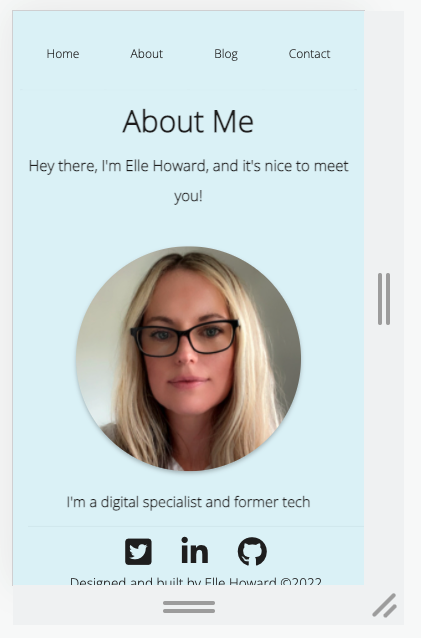 Home About Blog Contact
About Me
Hey there, I'm Elle Howard, and it's nice to meet
you!
I'm a digital specialist and former tech
in
Designed and built by Elle Howard ©2022